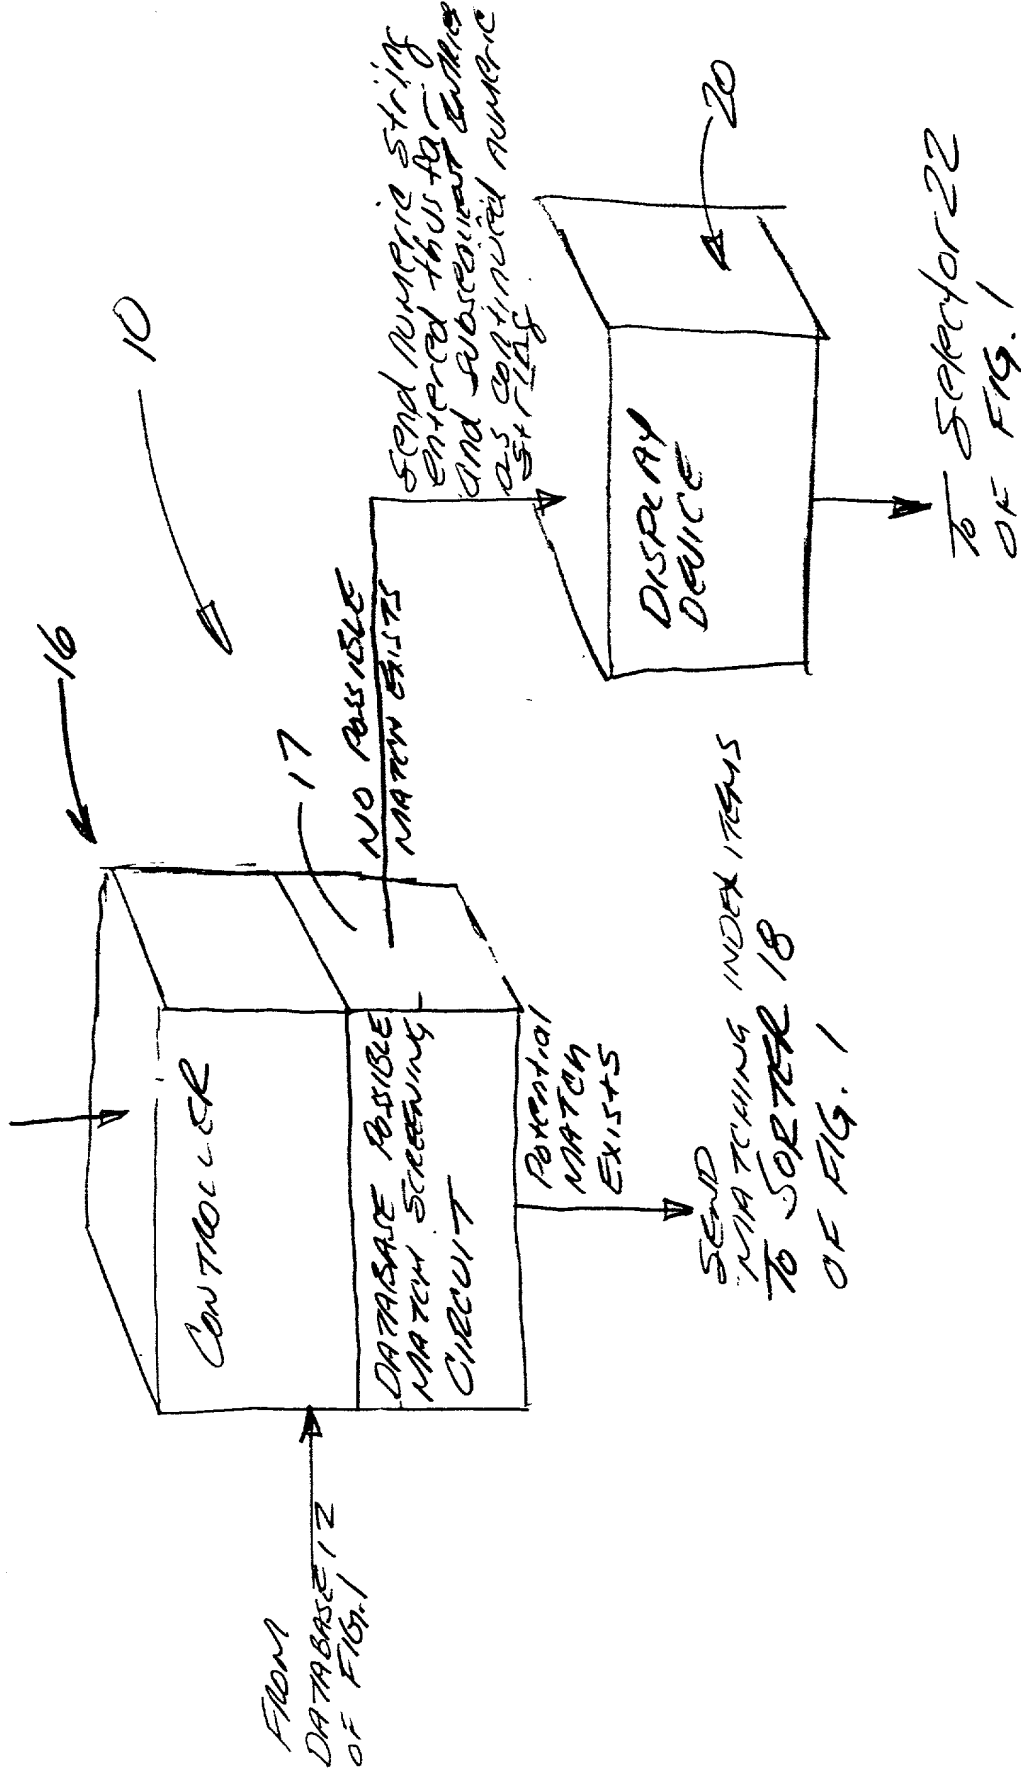 16
10
CONTROLLER
17
FROM
DATABASE 12
OF FIG. 1
DATABASE POSSIBLE
MATCH SCREENING
CIRCUIT
NO POSSIBLE
MATCH EXISTS
Send numeric string
entered thus far
and subsequent entries
as continued numeric
string.
Potential
MATCH
EXISTS
DISPLAY
DEVICE
20
SEND
MATCHING INDEX ITEMS
TO SORTER 18
OF FIG. 1
TO Selector 22
OF FIG. 1